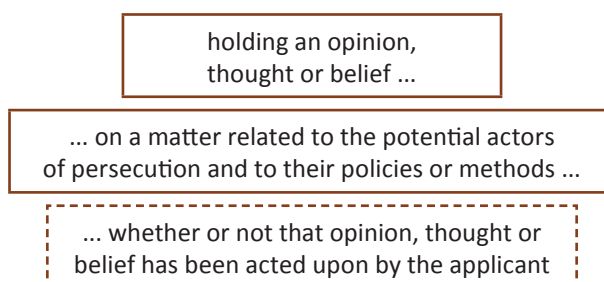 holding an opinion,
thought or belief ...
... on a matter related to the potential actors
of persecution and to their policies or methods ...
... whether or not that opinion, thought or
belief has been acted upon by the applicant